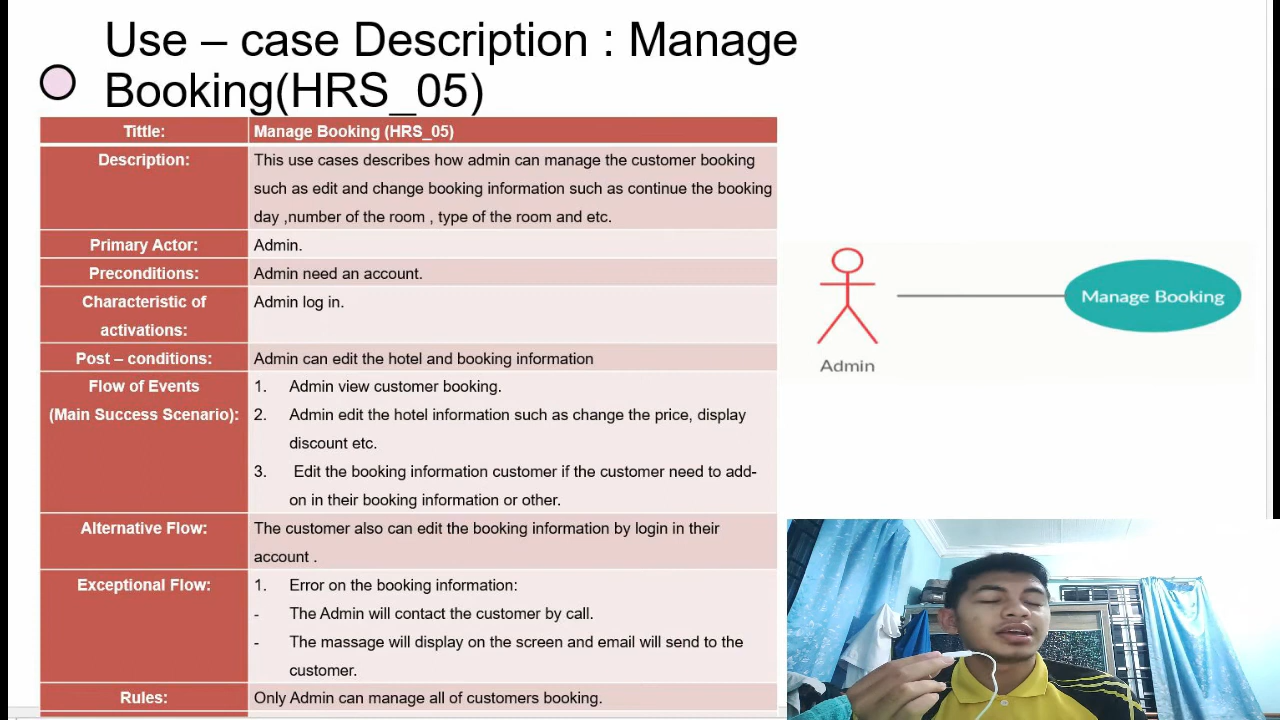 Use – case Description : Manage
Booking(HRS_05)
Tittle:
Manage Booking (HRS_05)
Description:
This use cases describes how admin can manage the customer booking
such as edit and change booking information such as continue the booking
day ,number of the room , type of the room and etc.
Primary Actor:
Admin.
Preconditions:
Admin need an account.
Characteristic of
activations:
Admin log in.
Post – conditions:
Admin can edit the hotel and booking information
Flow of Events
(Main Success Scenario):
1. Admin view customer booking.
2. Admin edit the hotel information such as change the price, display
discount etc.
3. Edit the booking information customer if the customer need to add-
on in their booking information or other.
Alternative Flow:
The customer also can edit the booking information by login in their
account .
Exceptional Flow:
1. Error on the booking information:
- The Admin will contact the customer by call.
- The massage will display on the screen and email will send to the
customer.
Rules:
Only Admin can manage all of customers booking.
Manage Booking
Admin